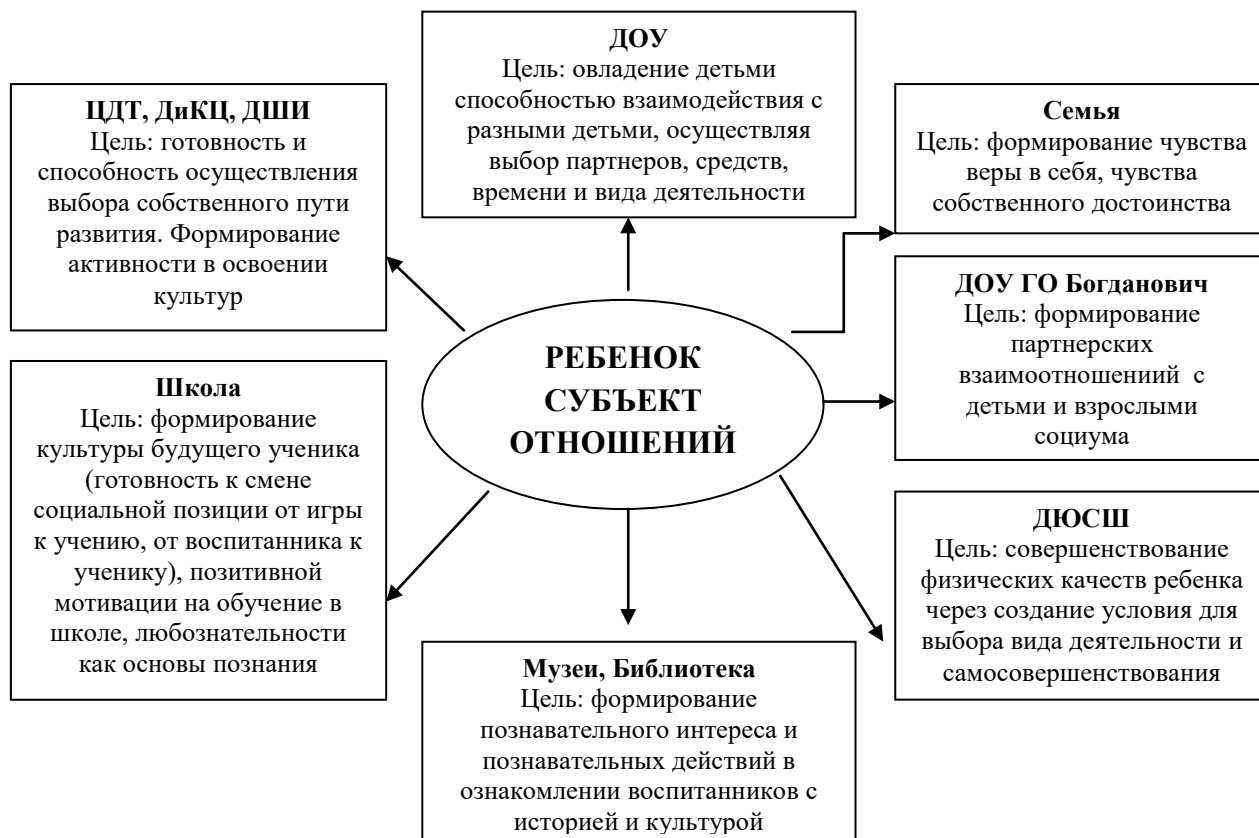 ДОУ
Цель: овладение детьми
способностью взаимодействия с
разными детьми, осуществляя
выбор партнеров, средств,
времени и вида деятельности
ЦДТ, ДиКЦ, ДШИ
Цель: готовность и
способность осуществления
выбора собственного пути
развития. Формирование
активности в освоении
культур
Семья
Цель: формирование чувства
веры в себя, чувства
собственного достоинства
ДОУ ГО Богданович
Цель: формирование
партнерских
взаимоотношениий с
детьми и взрослыми
социума
РЕБЕНОК
СУБЪЕКТ
ОТНОШЕНИЙ
Школа
Цель: формирование
культуры будущего ученика
(готовность к смене
социальной позиции от игры
к учению, от воспитанника к
ученику), позитивной
мотивации на обучение в
школе, любознательности
как основы познания
ДЮСШ
Цель: совершенствование
физических качеств ребенка
через создание условия для
выбора вида деятельности и
самосовершенствования
Музеи, Библиотека
Цель: формирование
познавательного интереса и
познавательных действий в
ознакомлении воспитанников с
историей и культурой